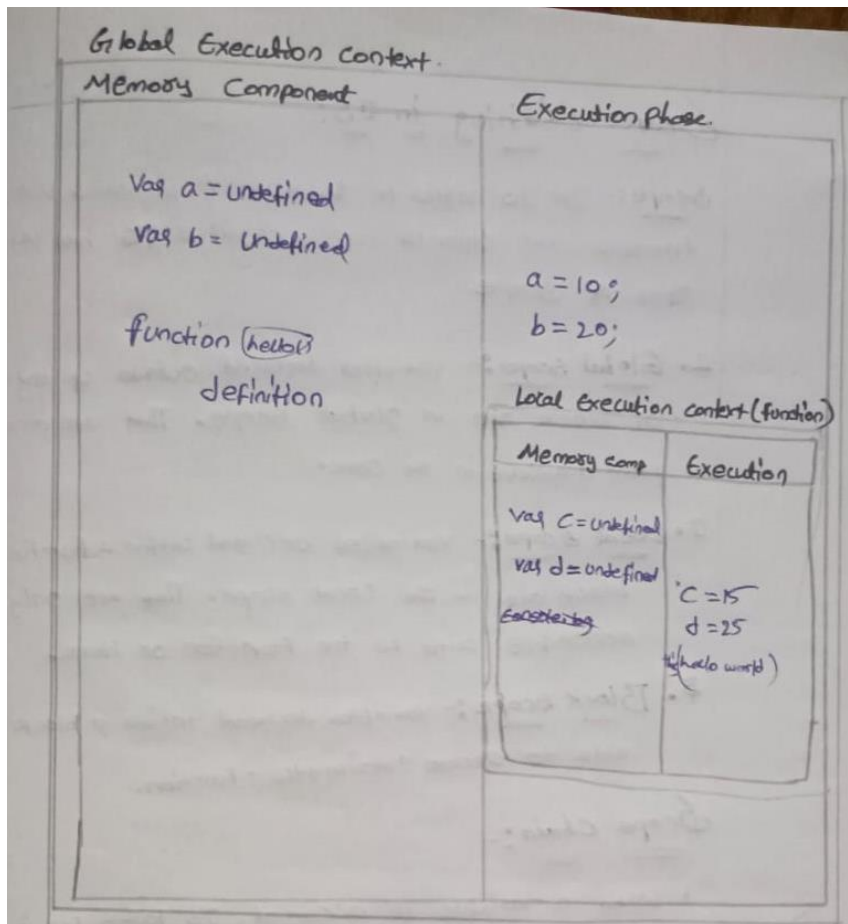 Global Execution context.
Memory Component
Execution phase.
Var a = undefined
Var b = undefined
function hello()
definition
a = 10;
b = 20;
Local execution context (function)
Memory comp
Execution
Var C = undefined
var d = undefined
C = 15
d = 25
(hello world)